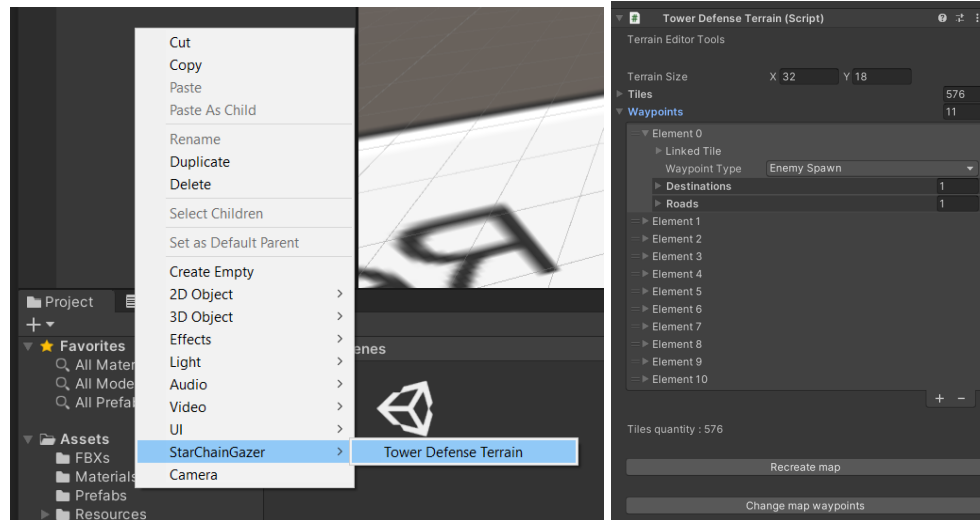 Cut
Copy
Paste
Paste As Child
Rename
Duplicate
Delete
Select Children
Set as Default Parent
Create Empty
2D Object
3D Object
Effects
Light
Audio
Video
UI
StarChainGazer
Camera
Tower Defense Terrain
Project
Favorites
All Mater
All Mode
All Prefa
Assets
FBXs
Materials
Prefabs
Resources
enes
Tower Defense Terrain (Script)
Terrain Editor Tools
Terrain Size X 32 Y 18
Tiles 576
Waypoints 11
Element 0
Linked Tile
Waypoint Type Enemy Spawn
Destinations 1
Roads 1
Element 1
Element 2
Element 3
Element 4
Element 5
Element 6
Element 7
Element 8
Element 9
Element 10
Tiles quantity : 576
Recreate map
Change map waypoints